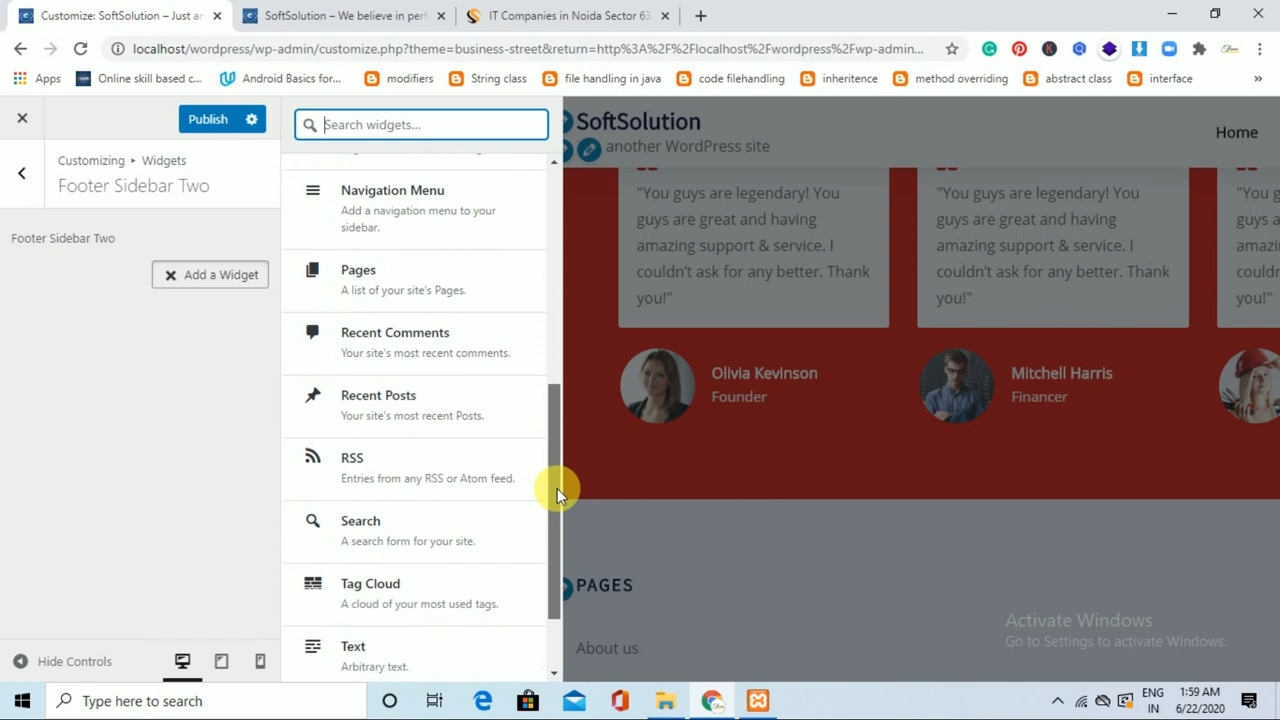 Customize: SoftSolution – Just an
SoftSolution – We believe in perf
IT Companies in Noida Sector 63
localhost/wordpress/wp-admin/customize.php?theme=business-street&return=http%3A%2F%2Flocalhost%2Fwordpress%2Fwp-admin...
Apps
Online skill based c...
Android Basics for...
modifiers
String class
file handling in java
code filehandling
inheritence
method overriding
abstract class
interface
»
Publish
Customizing ▸ Widgets
Footer Sidebar Two
Footer Sidebar Two
Add a Widget
Hide Controls
Search widgets...
Navigation Menu
Add a navigation menu to your
sidebar.
Pages
A list of your site's Pages.
Recent Comments
Your site's most recent comments.
Recent Posts
Your site's most recent Posts.
RSS
Entries from any RSS or Atom feed.
Search
A search form for your site.
Tag Cloud
A cloud of your most used tags.
Text
Arbitrary text.
SoftSolution
another WordPress site
Home
"You guys are legendary! You
guys are great and having
amazing support & service. I
couldn't ask for any better. Thank
you!"
Olivia Kevinson
Founder
"You guys are legendary! You
guys are great and having
amazing support & service. I
couldn't ask for any better. Thank
you!"
Mitchell Harris
Financer
"You
guys
ama
coul
you!"
PAGES
About us
Activate Windows
Go to Settings to activate Windows.
Type here to search
ENG
IN
1:59 AM
6/22/2020